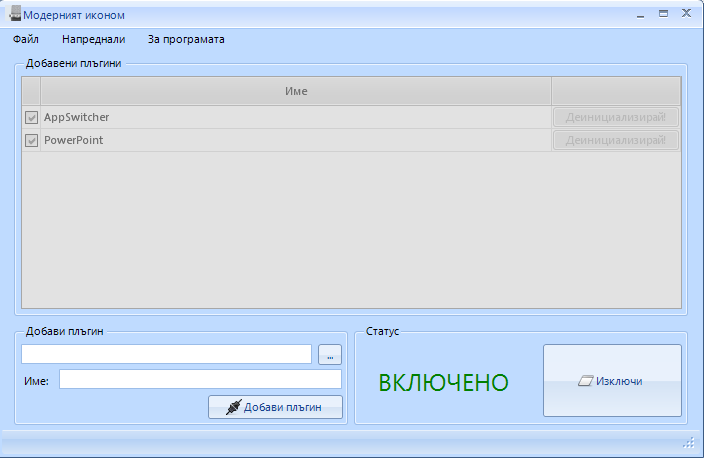 Модерният иконом
Файл Напреднали За програмата
Добавени плъгини
Име
AppSwitcher Деинициализирай!
PowerPoint Деинициализирай!
Добави плъгин
...
Име:
Добави плъгин
Статус
ВКЛЮЧЕНО
Изключи